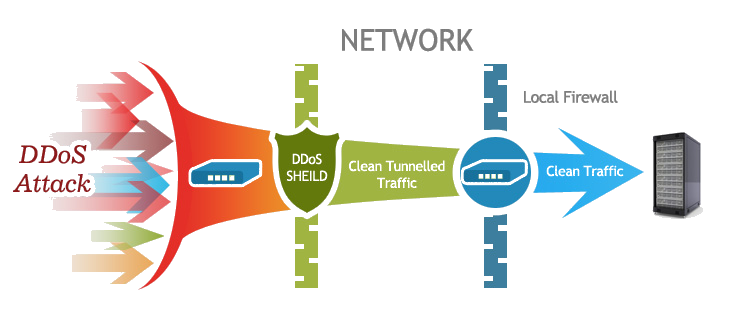 NETWORK
Local Firewall
DDoS
Attack
DDoS
SHEILD
Clean Tunnelled
Traffic
Clean Traffic